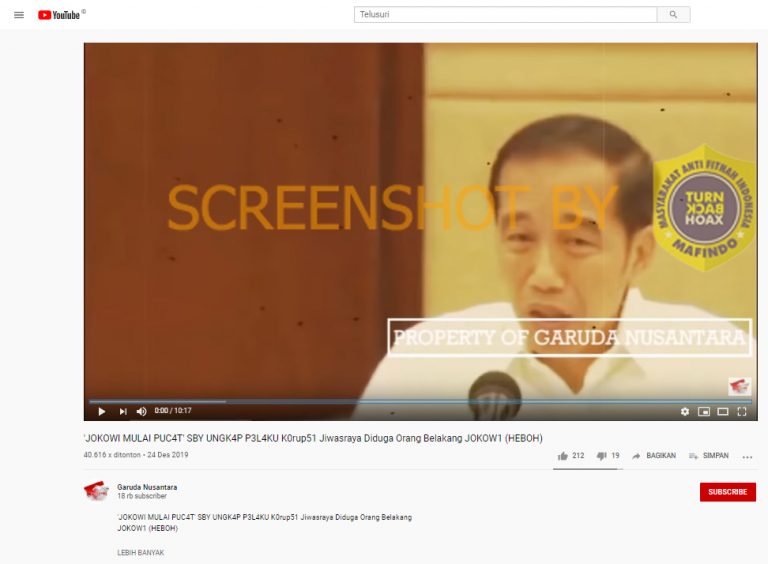 YouTube ID
Telusuri
SCREENSHOT BY
MASYARAKAT ANTI FITNAH INDONESIA
TURN
BACK
HOAX
MAFINDO
PROPERTY OF GARUDA NUSANTARA
0:00 / 10:17
'JOKOWI MULAI PUC4T' SBY UNGK4P P3L4KU K0rup51 Jiwasraya Diduga Orang Belakang JOKOW1 (HEBOH)
40.616 x ditonton • 24 Des 2019
212
19
BAGIKAN
SIMPAN
Garuda Nusantara
18 rb subscriber
SUBSCRIBE
'JOKOWI MULAI PUC4T' SBY UNGK4P P3L4KU K0rup51 Jiwasraya Diduga Orang Belakang
JOKOW1 (HEBOH)
LEBIH BANYAK